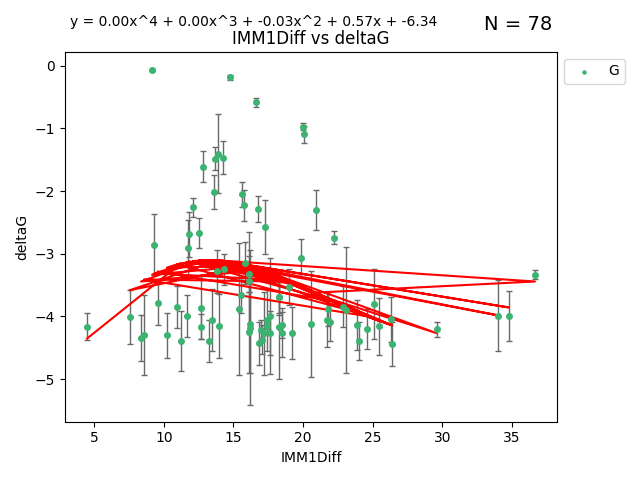 y = 0.00x^4 + 0.00x^3 + -0.03x^2 + 0.57x + -6.34
N = 78
IMM1Diff vs deltaG
G
deltaG
0
−1
−2
−3
−4
−5
5 10 15 20 25 30 35
IMM1Diff